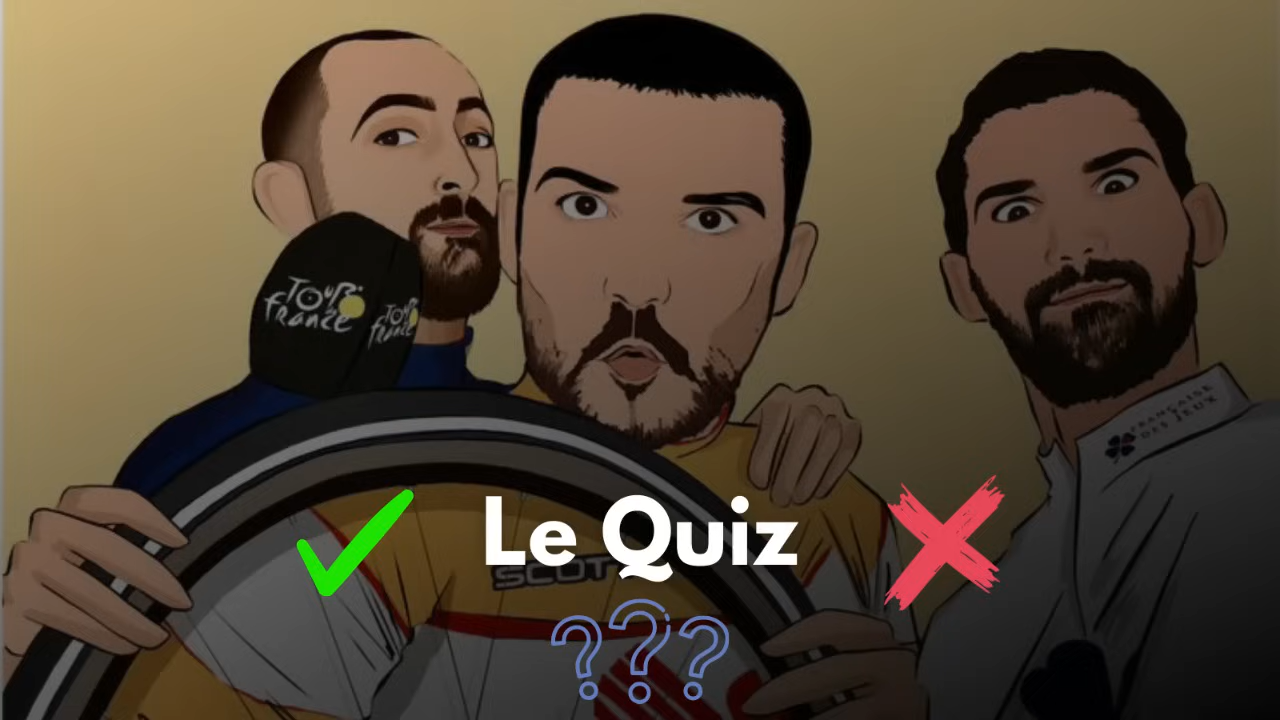 TOUR
de
france
TOUR
de
france
FRANÇAISE
DES JEUX
Le Quiz
SCOTT
???